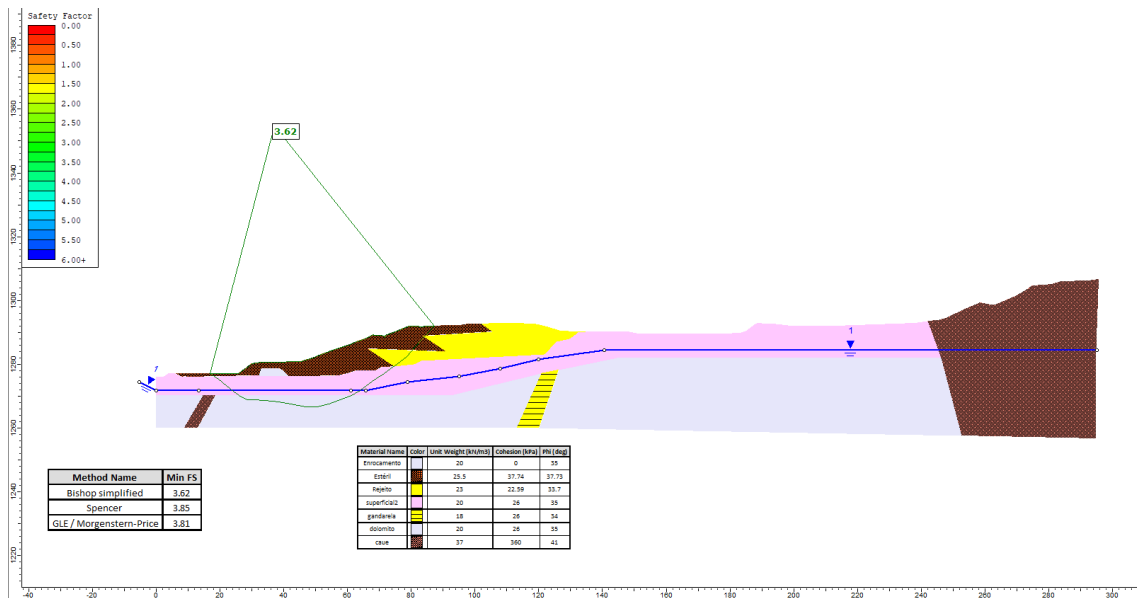 Safety Factor
0.00
0.50
1.00
1.50
2.00
2.50
3.00
3.50
4.00
4.50
5.00
5.50
6.00+
1380
1360
1340
1320
1300
1280
1260
1240
1220
3.62
1
1
Method Name Min FS
Bishop simplified 3.62
Spencer 3.85
GLE / Morgenstern-Price 3.81
Material Name Color Unit Weight (kN/m3) Cohesion (kPa) Phi (deg)
Enrocamento 20 0 35
Estéril 25.5 37.74 37.73
Rejeito 23 22.59 33.7
superficial2 20 26 35
gandarela 18 26 34
dolomito 20 26 35
caue 37 360 41
-40 -20 0 20 40 60 80 100 120 140 160 180 200 220 240 260 280 300